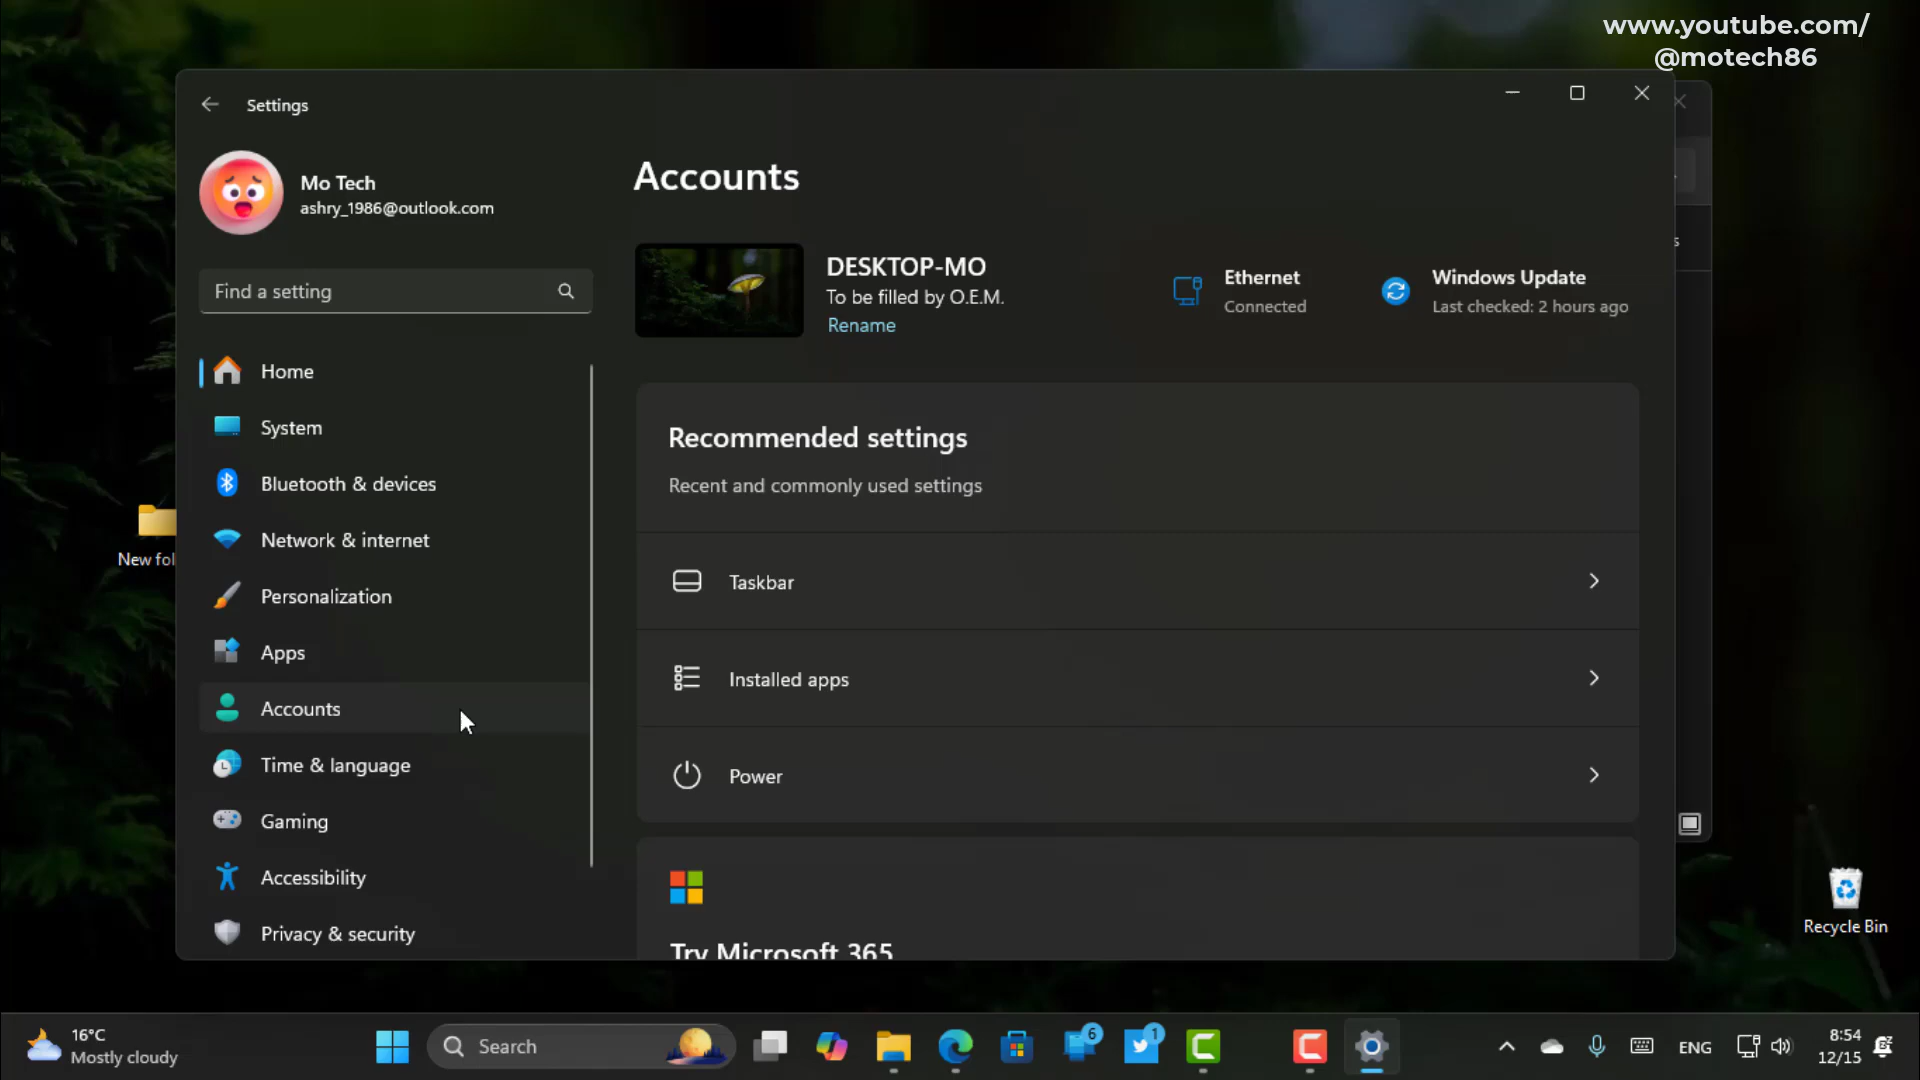 www.youtube.com/
@motech86
Settings
Mo Tech
ashry_1986@outlook.com
Find a setting
Home
System
Bluetooth & devices
Network & internet
Personalization
Apps
Accounts
Time & language
Gaming
Accessibility
Privacy & security
Accounts
DESKTOP-MO
To be filled by O.E.M.
Rename
Ethernet
Connected
Windows Update
Last checked: 2 hours ago
Recommended settings
Recent and commonly used settings
Taskbar
Installed apps
Power
Try Microsoft 365
New fol
s
Recycle Bin
16°C
Mostly cloudy
Search
6
1
ENG
8:54
12/15